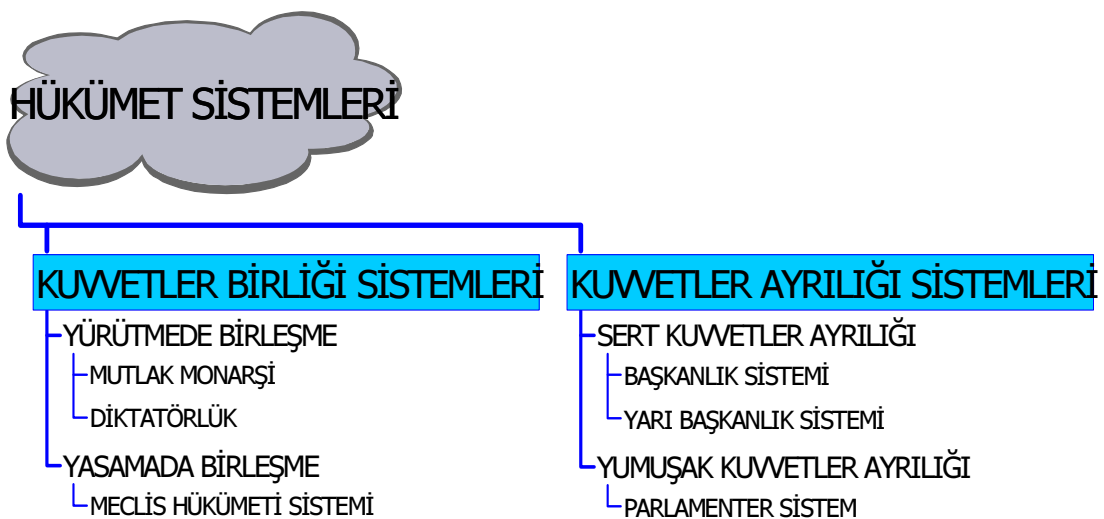 HÜKÜMET SİSTEMLERİ
KUVVETLER BİRLİĞİ SİSTEMLERİ
YÜRÜTMEDE BİRLEŞME
MUTLAK MONARŞİ
DİKTATÖRLÜK
YASAMADA BİRLEŞME
MECLİS HÜKÜMETİ SİSTEMİ
KUVVETLER AYRILIĞI SİSTEMLERİ
SERT KUVVETLER AYRILIĞI
BAŞKANLIK SİSTEMİ
YARI BAŞKANLIK SİSTEMİ
YUMUŞAK KUVVETLER AYRILIĞI
PARLAMENTER SİSTEM